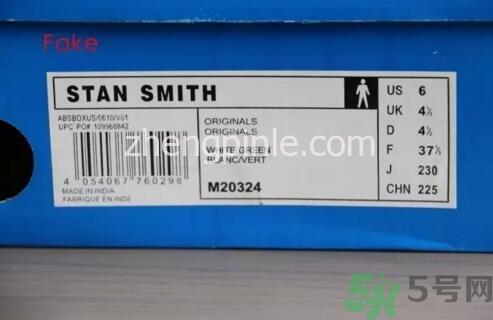 Fake
STAN SMITH
ABSBOXUS/0610/V01
UPC PO# 109968842
4 054067 760298
MADE IN INDIA
FABRIQUE EN INDE
ORIGINALS
ORIGINALS
WHITE/GREEN
BLANC/VERT
M20324
US 6
UK 4½
D 4½
F 37⅓
J 230
CHN 225
zhengpinle.com
5号网